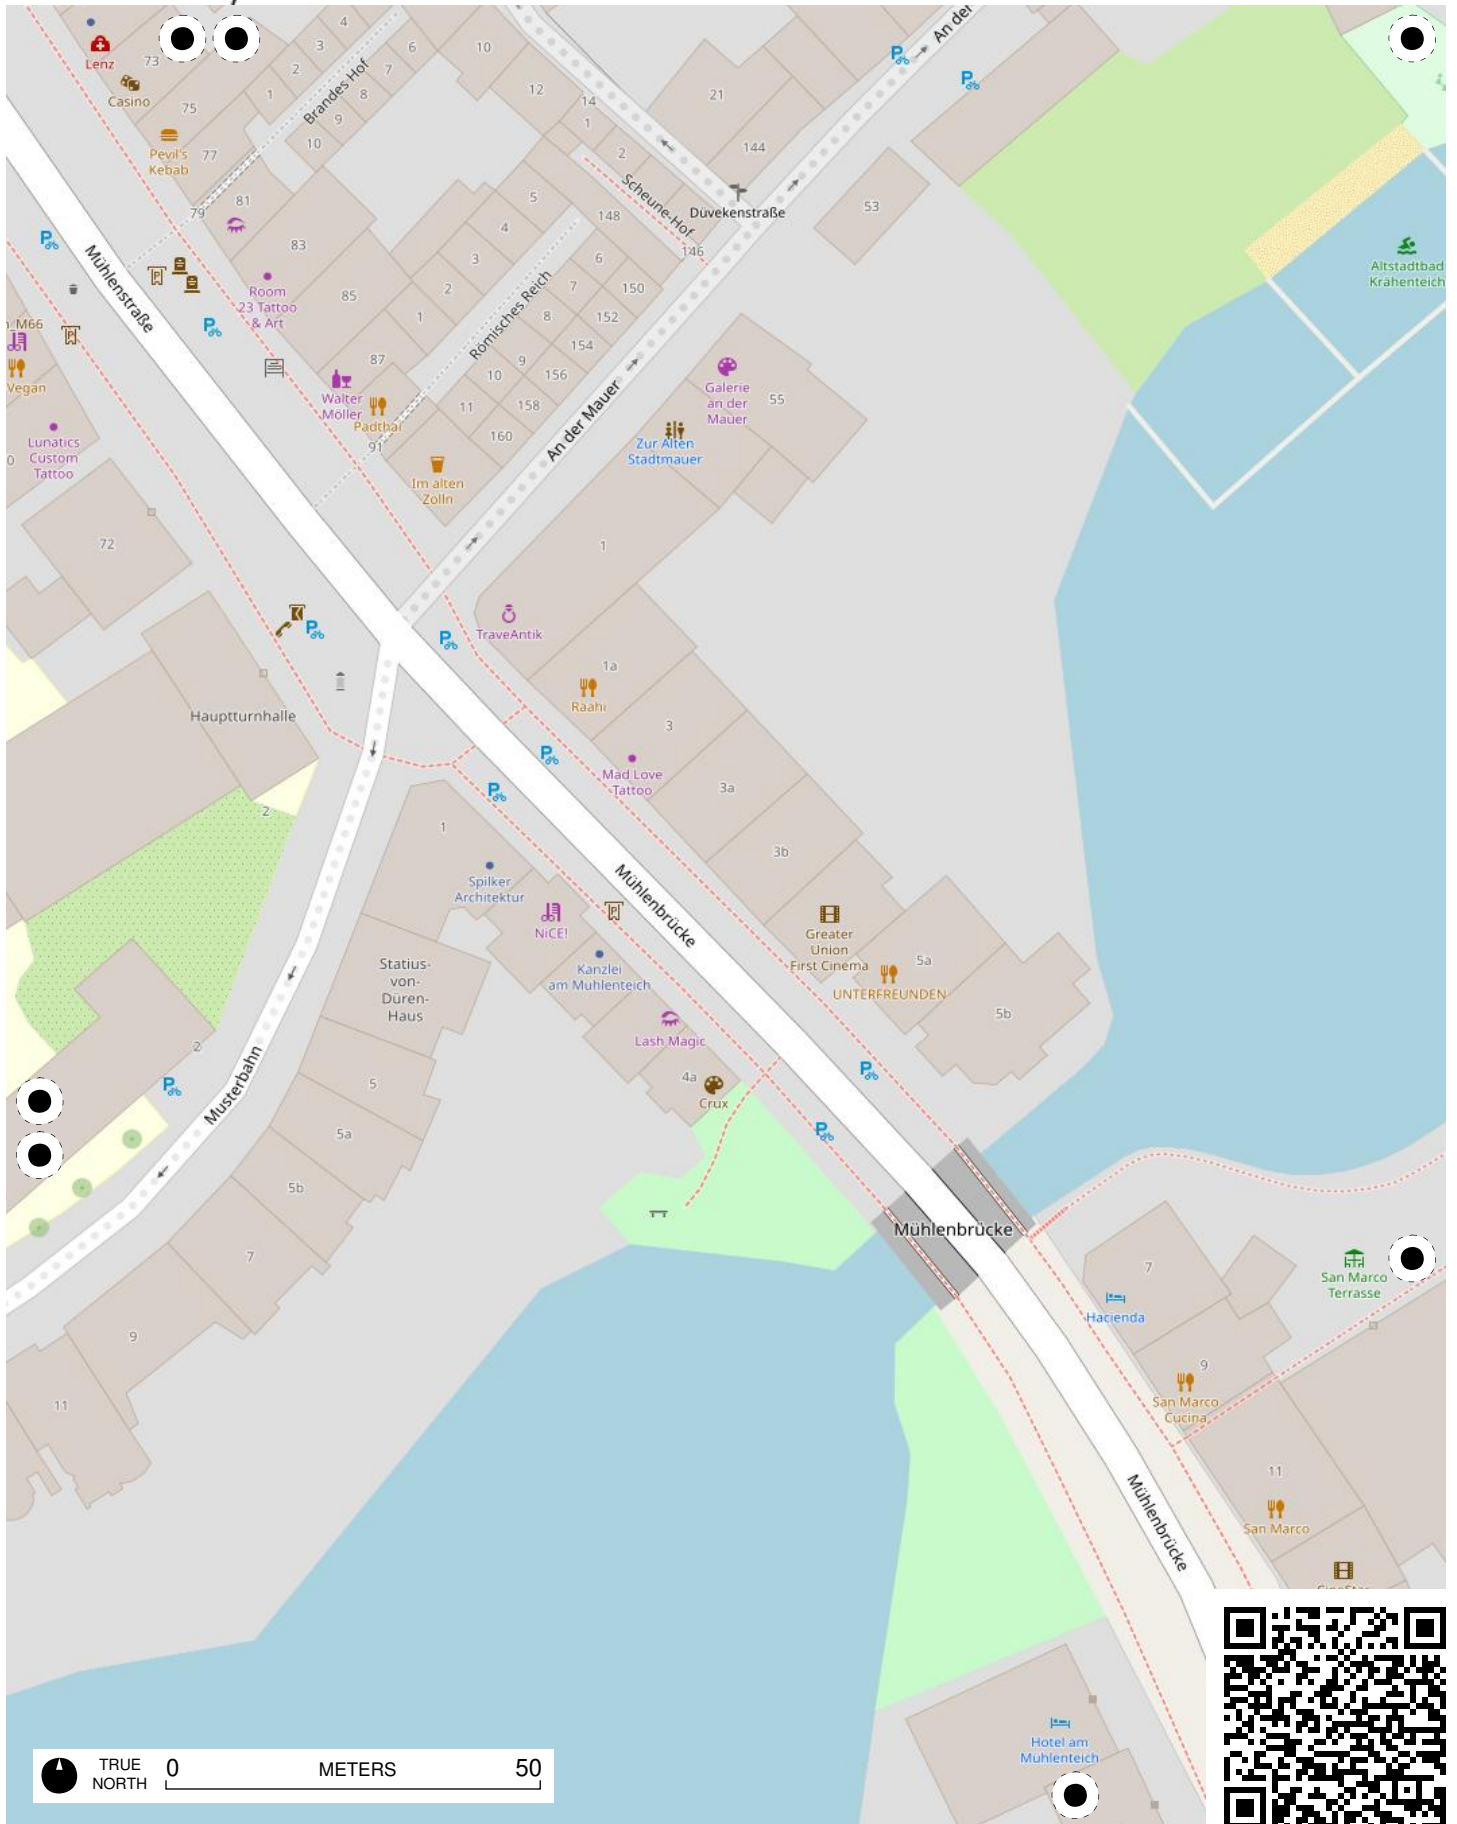 Lenz
Casino
Pevil's
Kebab
73
75
77
79
81
83
85
87
91
1
2
3
4
6
7
8
9
10
Brandes Hof
10
12
14
1
2
Scheune-Hof
146
148
5
4
3
2
1
Römisches Reich
6
7
8
9
10
11
150
152
154
156
158
160
21
144
An der
Düvekenstraße
53
Altstadtbad
Krähenteich
Mühlenstraße
Room
23 Tattoo
& Art
M66
Vegan
Lunatics
Custom
Tattoo
0
72
Walter
Möller
Padthai
Im alten
Zolln
An der Mauer
Galerie
an der
Mauer
55
Zur Alten
Stadtmauer
1
TraveAntik
1a
Raahi
3
Mad Love
Tattoo
3a
3b
Hauptturnhalle
2
1
Spilker
Architektur
NiCE!
Kanzlei
am Mühlenteich
Lash Magic
4a
Crux
Mühlenbrücke
Greater
Union
First Cinema
5a
UNTERFREUNDEN
5b
Statius-
von-
Düren-
Haus
2
Musterbahn
5
5a
5b
7
9
11
Mühlenbrücke
7
Hacienda
San Marco
Terrasse
9
San Marco
Cucina
11
San Marco
Mühlenbrücke
Hotel am
Mühlenteich
TRUE
NORTH
0 METERS 50